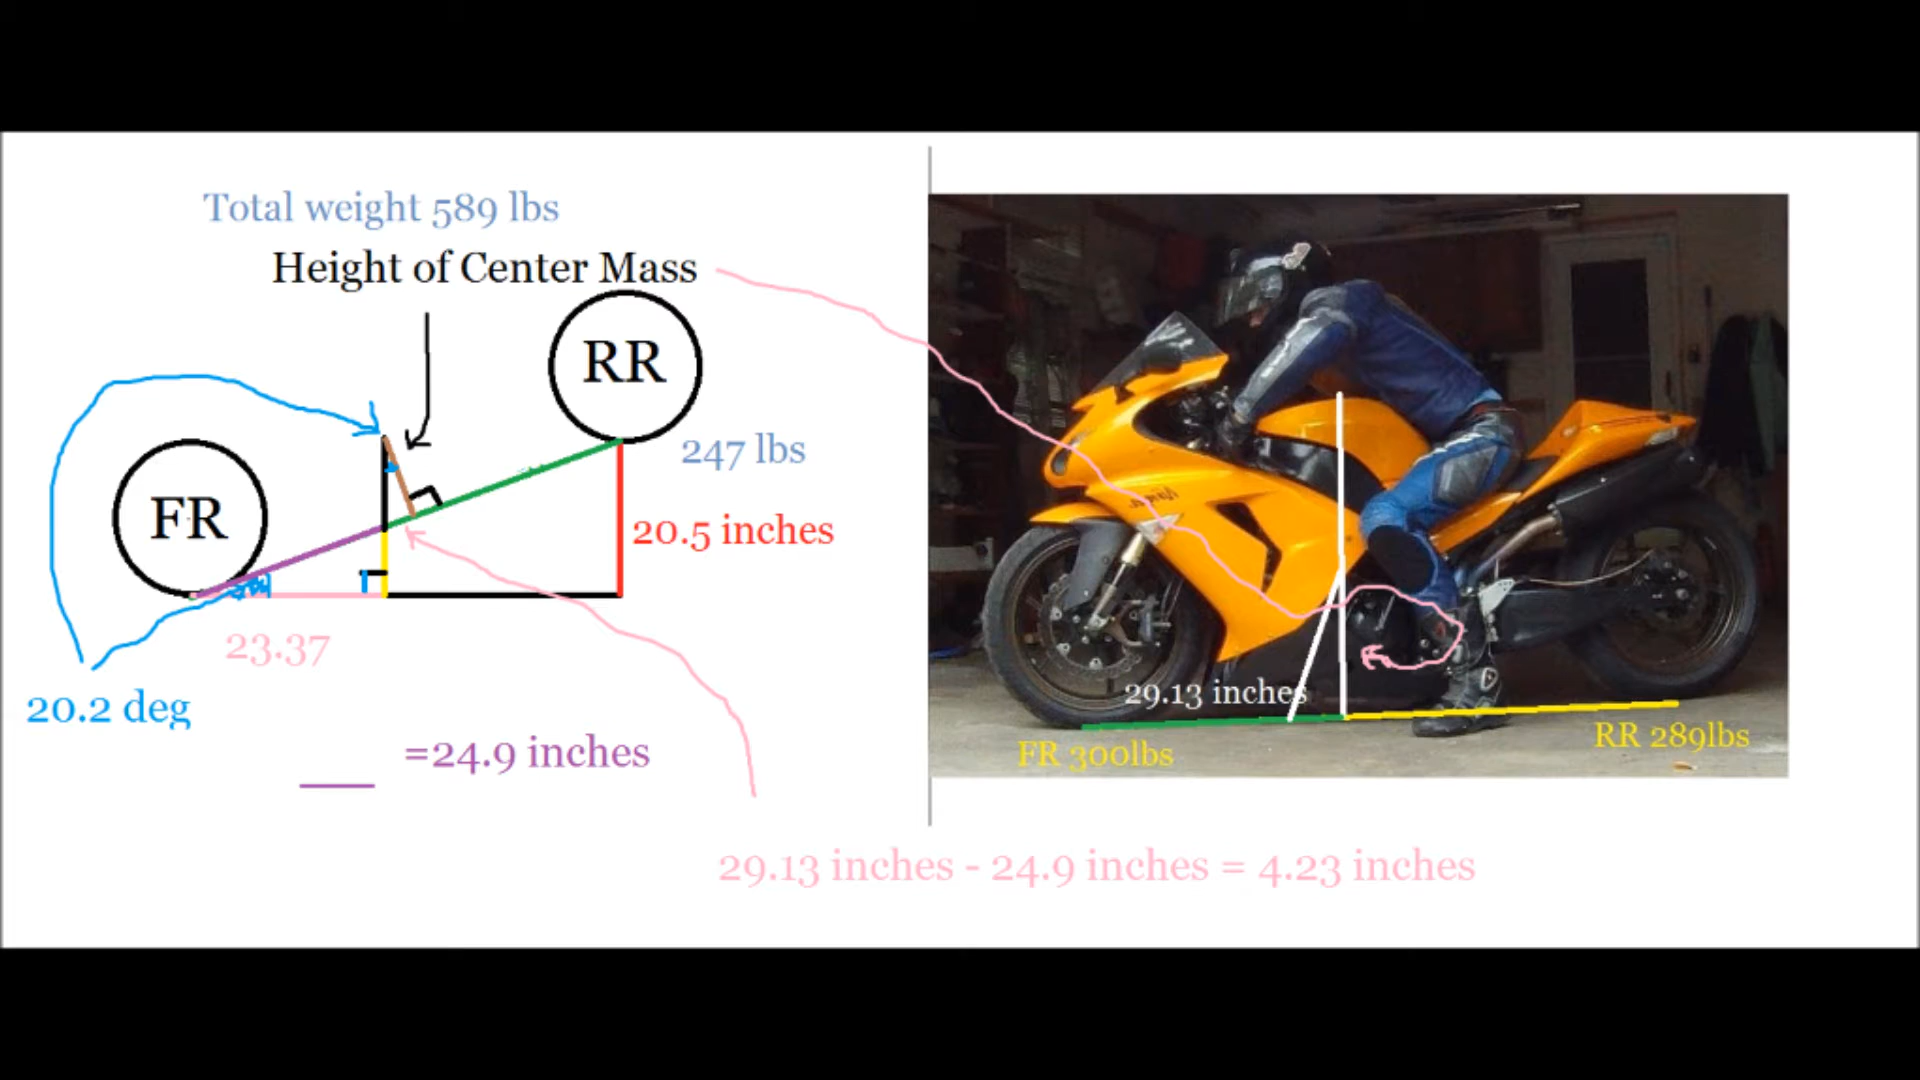 Total weight 589 lbs
Height of Center Mass
RR
247 lbs
FR
20.5 inches
23.37
20.2 deg
=24.9 inches
29.13 inches
FR 300lbs
RR 289lbs
29.13 inches - 24.9 inches = 4.23 inches